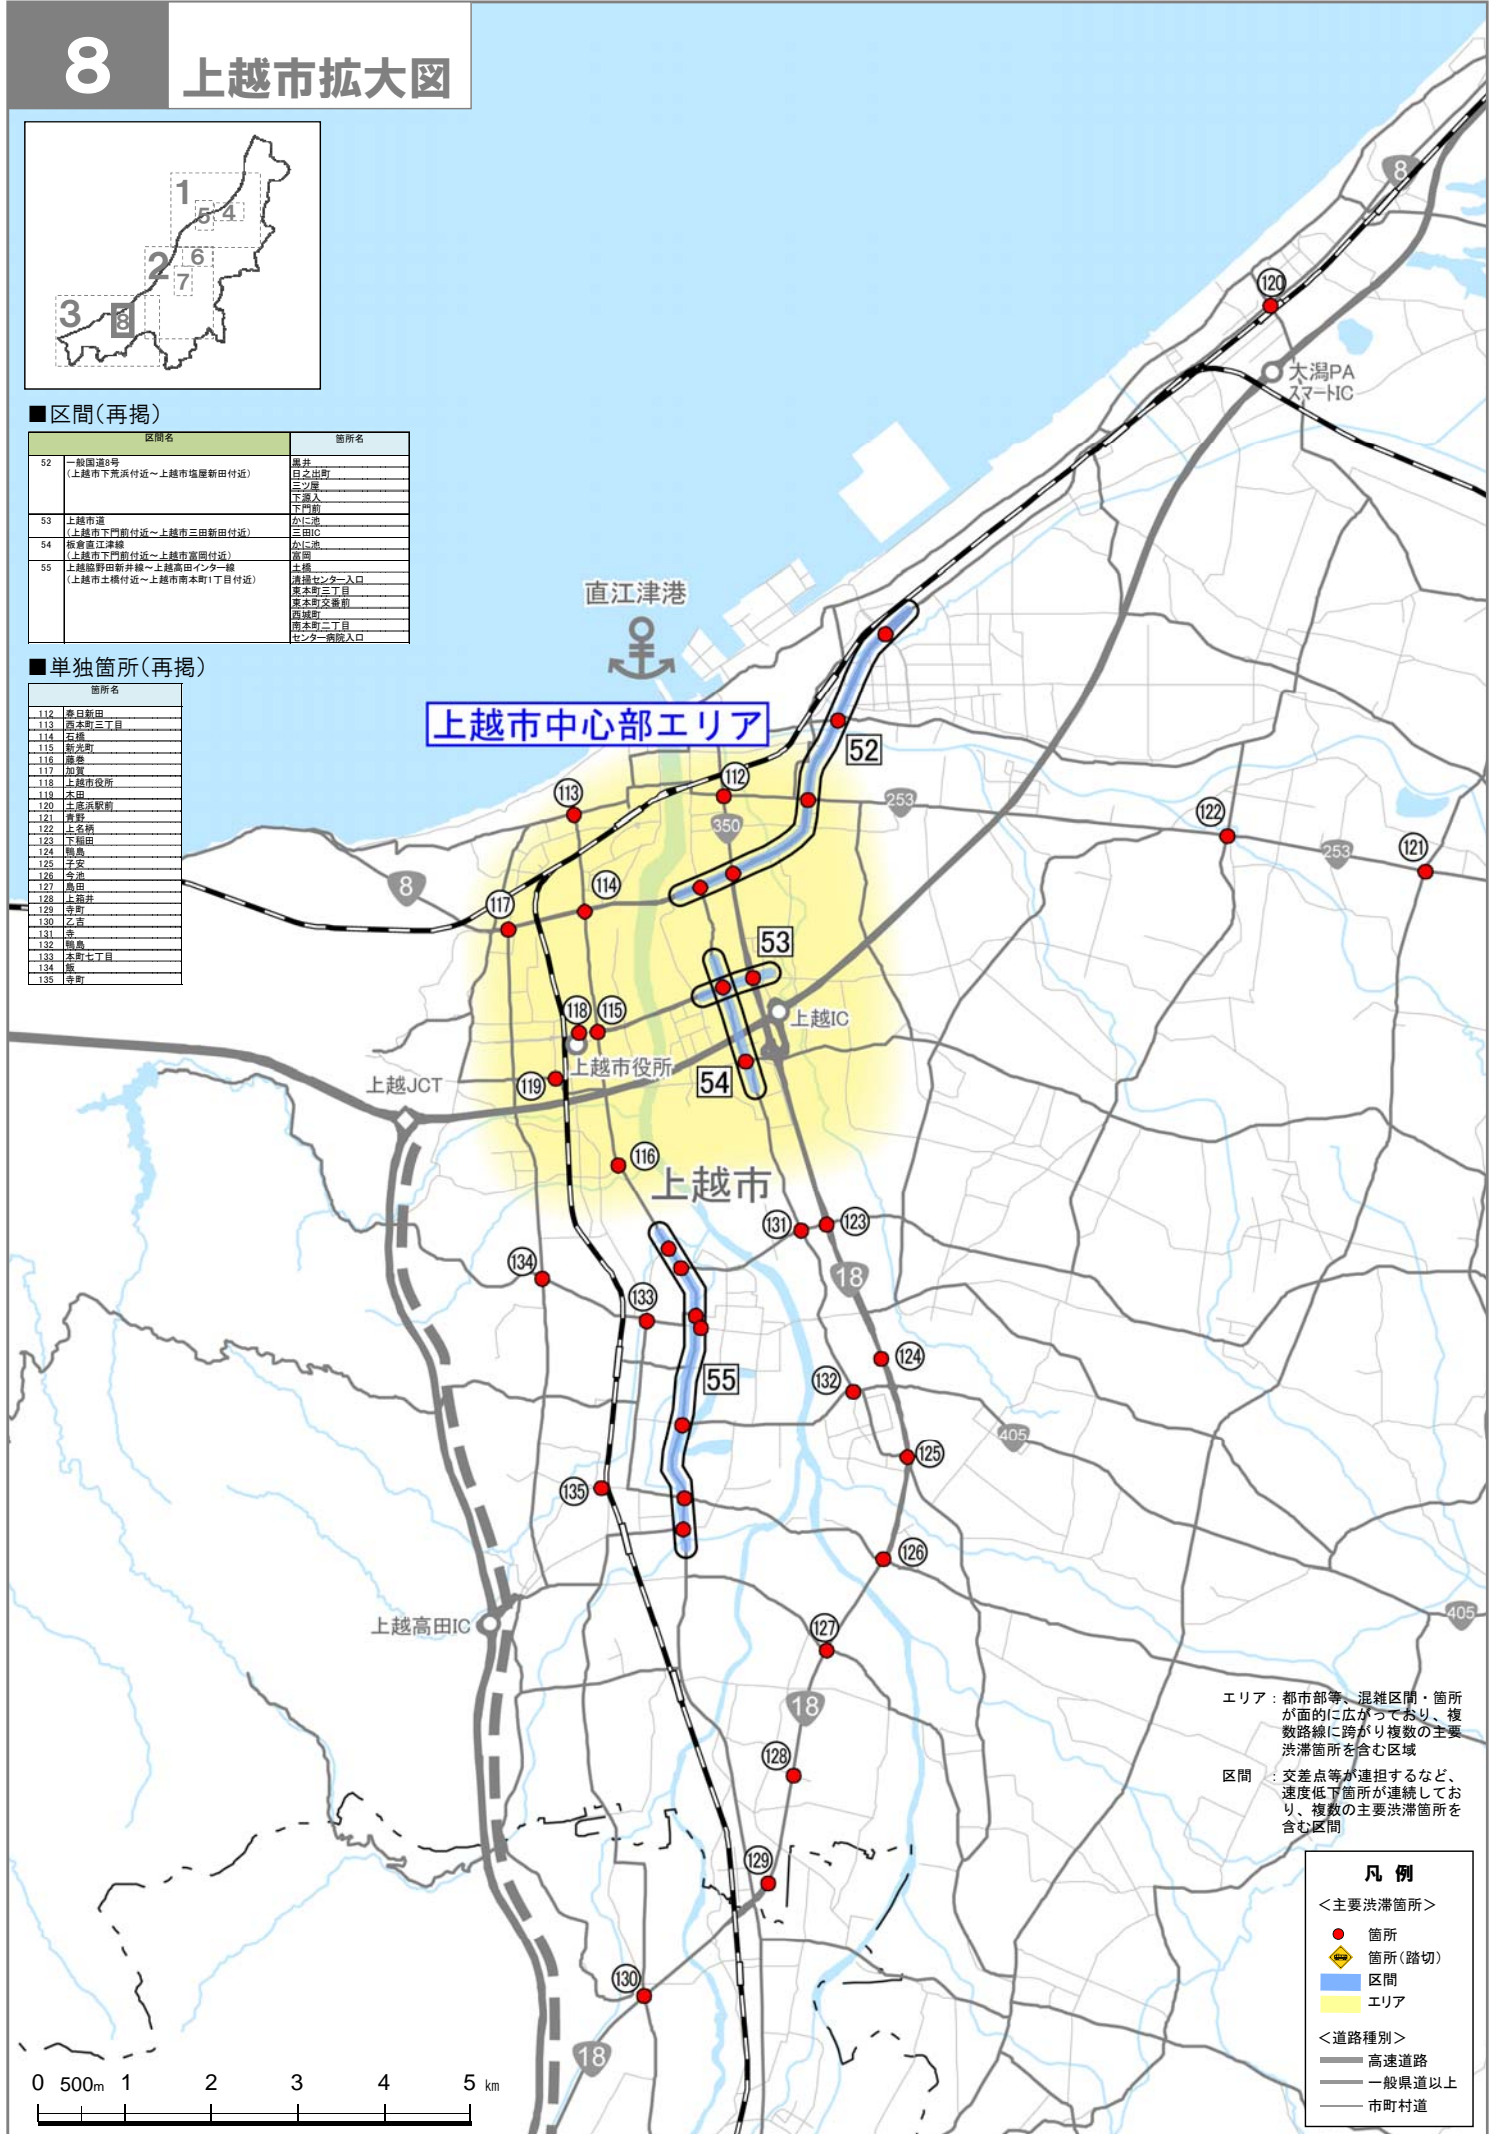 8
上越市拡大図
1
5
4
2
6
7
3
8
■区間(再掲)
区間名 箇所名
52 一般国道8号 黒井
(上越市下荒浜付近～上越市塩屋新田付近) 日之出町
三ツ屋
下源入
下門前
53 上越市道 かに池
(上越市下門前付近～上越市三田新田付近) 三田IC
54 板倉直江津線 かに池
(上越市下門前付近～上越市富岡付近) 富岡
55 上越脇野田新井線～上越高田インター線 土橋
(上越市土橋付近～上越市南本町1丁目付近) 清掃センター入口
東本町三丁目
東本町交番前
西城町
南本町二丁目
センター病院入口
■単独箇所(再掲)
箇所名
112 春日新田
113 西本町三丁目
114 石橋
115 新光町
116 藤巻
117 加賀
118 上越市役所
119 木田
120 土底浜駅前
121 青野
122 上名柄
123 下稲田
124 鴨島
125 子安
126 今池
127 島田
128 上箱井
129 寺町
130 乙吉
131 寺
132 鴨島
133 本町七丁目
134 飯
135 寺町
8
120
大潟PA
スマートIC
直江津港
上越市中心部エリア
52
112
113
350
253
122
253
121
8
114
117
53
118
115
上越IC
上越市役所
54
119
上越JCT
116
上越市
131
123
18
134
133
124
55
132
405
125
135
126
405
上越高田IC
127
18
128
129
130
18
エリア：都市部等、混雑区間・箇所
が面的に広がっており、複
数路線に跨がり複数の主要
渋滞箇所を含む区域
区間：交差点等が連担するなど、
速度低下箇所が連続してお
り、複数の主要渋滞箇所を
含む区間
凡例
＜主要渋滞箇所＞
箇所
箇所(踏切)
区間
エリア
＜道路種別＞
高速道路
一般県道以上
市町村道
0 500m 1 2 3 4 5 km